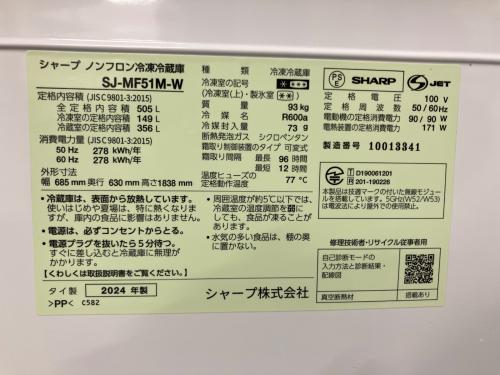 シャープ ノンフロン冷凍冷蔵庫
SJ-MF51M-W
定格内容積 (JIS C 9801-3:2015)
全定格内容積 505 L
冷凍室の定格内容積 149 L
冷蔵室の定格内容積 356 L
消費電力量 (JIS C 9801-3:2015)
50 Hz 278 kWh/年
60 Hz 278 kWh/年
外形寸法
幅 685 mm 奥行 630 mm 高さ1838 mm
種類 冷凍冷蔵庫
冷凍室の記号
(冷凍室(上)・製氷室)
質量 93 kg
冷媒 R600a
冷媒封入量 73 g
断熱材発泡ガス シクロペンタン
霜取り制御装置のタイプ 可変式
霜取り間隔 最長 96 時間
最短 12 時間
温度ヒューズの定格動作温度 77 ℃
PS E SHARP S JET
定格電圧 100 V
定格周波数 50/60 Hz
電動機の定格消費電力 90/90 W
電熱装置の定格消費電力 171 W
製造番号 10013341
R D190061201
T 201-190226
本製品は技術マークの付いた無線モジュール
を搭載しています。5GHz(W52/W53)
は電波法により屋外での使用禁止。
•冷蔵庫は、表面から放熱しています。
使いはじめや夏場は、特に熱くなりま
すが、庫内の食品に影響はありません。
•電源は、必ずコンセントからとる。
•電源プラグを抜いたら5分待つ。
すぐに差し込むと冷蔵庫に無理が
かかります。
【くわしくは取扱説明書をご覧ください】
•周囲温度が約5℃以下では、
冷蔵室の温度調節を弱に
しても、食品が凍ることが
あります。
•水気の多い食品は、棚の奥
に置かない。
修理技術者・リサイクル従事者用
自己診断モードの
入力方法と診断結果・
配線図
真空断熱材 搭載あり
タイ製 2024 年製
シャープ株式会社
>PP< C582